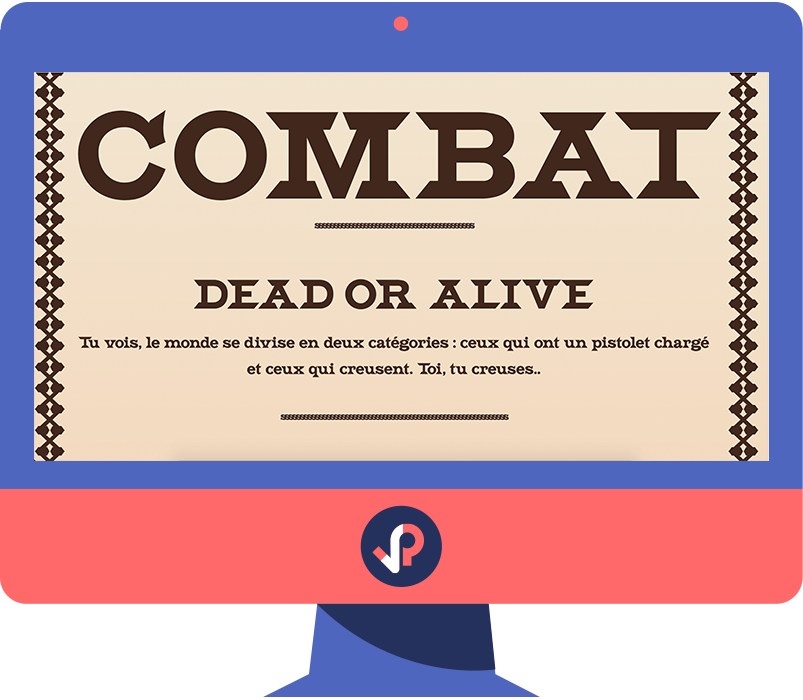 COMBAT
DEAD OR ALIVE
Tu vois, le monde se divise en deux catégories : ceux qui ont un pistolet chargé
et ceux qui creusent. Toi, tu creuses..